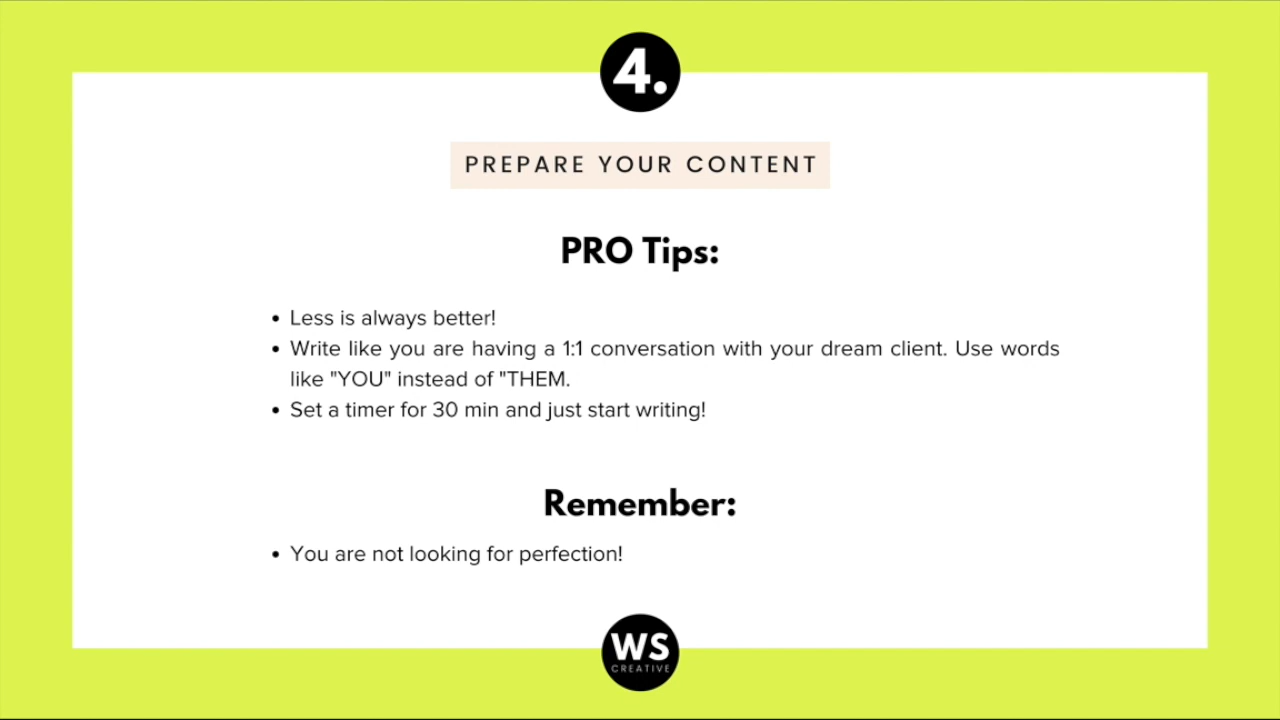 4.
PREPARE YOUR CONTENT
PRO Tips:
• Less is always better!
• Write like you are having a 1:1 conversation with your dream client. Use words
like "YOU" instead of "THEM.
• Set a timer for 30 min and just start writing!
Remember:
• You are not looking for perfection!
WS
CREATIVE